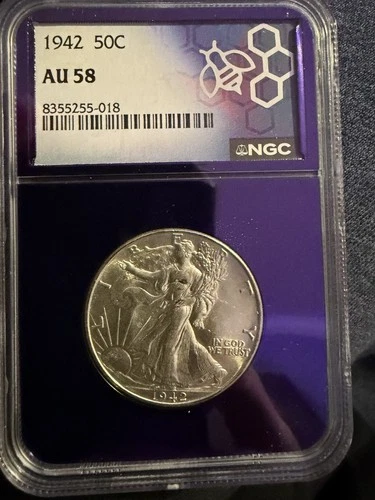 1942 50C
AU 58
8355255-018
NGC
LIBERTY
IN GOD
WE TRUST
1942